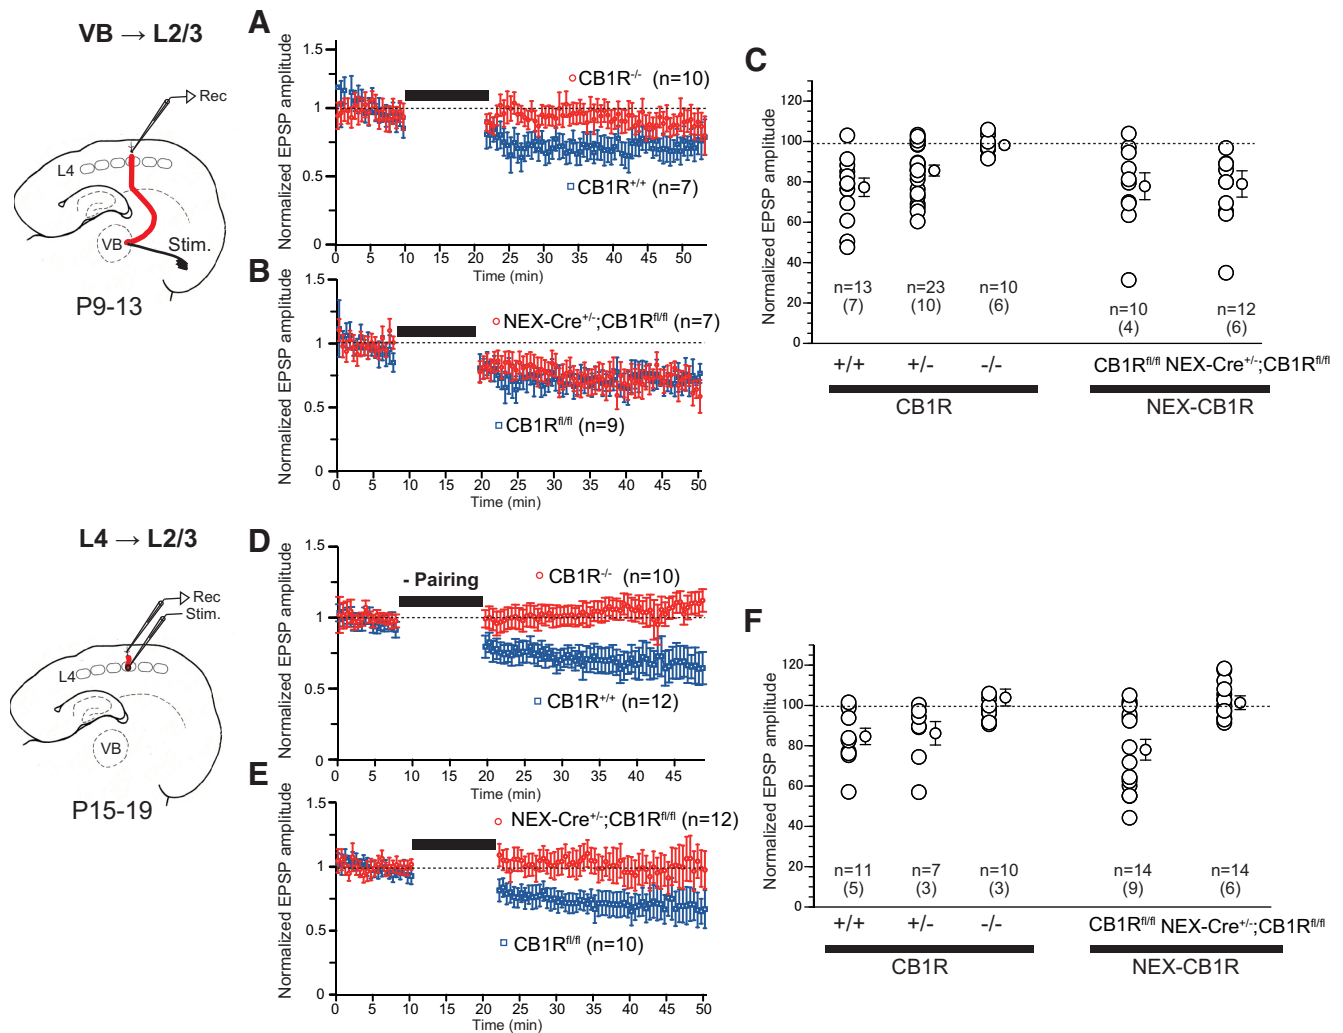 VB → L2/3
Rec
L4
VB
Stim.
P9-13
A
Normalized EPSP amplitude
1.5
1
0.5
0
CB1R-/- (n=10)
CB1R+/+ (n=7)
0 5 10 15 20 25 30 35 40 45 50
Time (min)
B
Normalized EPSP amplitude
1.5
1
0.5
0
NEX-Cre+/-;CB1Rfl/fl (n=7)
CB1Rfl/fl (n=9)
0 5 10 15 20 25 30 35 40 45 50
Time (min)
C
Normalized EPSP amplitude
120
100
80
60
40
20
0
n=13 n=23 n=10 n=10 n=12
(7) (10) (6) (4) (6)
+/+ +/- -/- CB1Rfl/fl NEX-Cre+/-;CB1Rfl/fl
CB1R NEX-CB1R
L4 → L2/3
Rec
Stim.
L4
VB
P15-19
D
Normalized EPSP amplitude
1.5
1
0.5
0
- Pairing
CB1R-/- (n=10)
CB1R+/+ (n=12)
0 5 10 15 20 25 30 35 40 45
Time (min)
E
Normalized EPSP amplitude
1.5
1
0.5
0
NEX-Cre+/-;CB1Rfl/fl (n=12)
CB1Rfl/fl (n=10)
0 5 10 15 20 25 30 35 40 45 50
Time (min)
F
Normalized EPSP amplitude
120
100
80
60
40
20
0
n=11 n=7 n=10 n=14 n=14
(5) (3) (3) (9) (6)
+/+ +/- -/- CB1Rfl/fl NEX-Cre+/-;CB1Rfl/fl
CB1R NEX-CB1R